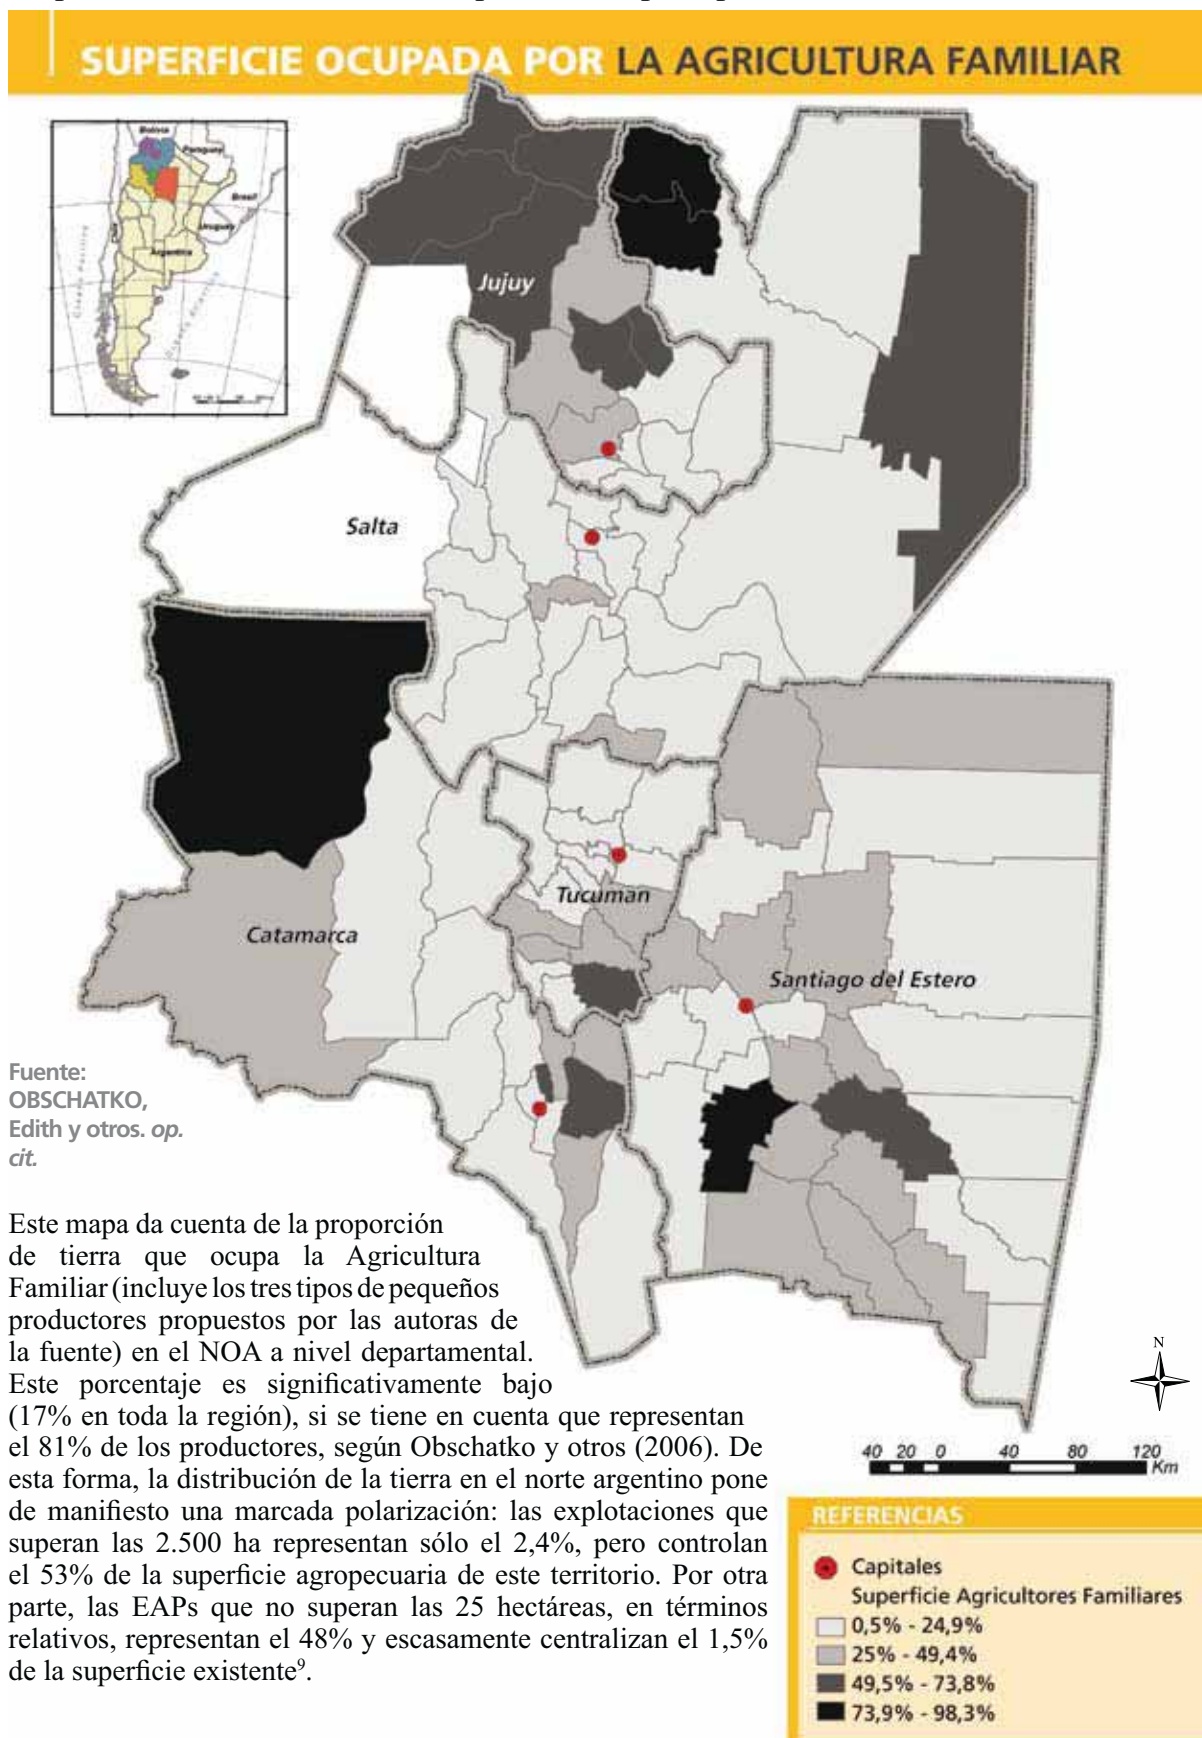 SUPERFICIE OCUPADA POR LA AGRICULTURA FAMILIAR
Bolivia
Paraguay
Brasil
Uruguay
Argentina
Jujuy
Salta
Catamarca
Tucuman
Santiago del Estero
Fuente:
OBSCHATKO,
Edith y otros. op.
cit.
Este mapa da cuenta de la proporción
de tierra que ocupa la Agricultura
Familiar (incluye los tres tipos de pequeños
productores propuestos por las autoras de
la fuente) en el NOA a nivel departamental.
Este porcentaje es significativamente bajo
(17% en toda la región), si se tiene en cuenta que representan
el 81% de los productores, según Obschatko y otros (2006). De
esta forma, la distribución de la tierra en el norte argentino pone
de manifiesto una marcada polarización: las explotaciones que
superan las 2.500 ha representan sólo el 2,4%, pero controlan
el 53% de la superficie agropecuaria de este territorio. Por otra
parte, las EAPs que no superan las 25 hectáreas, en términos
relativos, representan el 48% y escasamente centralizan el 1,5%
de la superficie existente⁹.
N
40 20 0 40 80 120
Km
REFERENCIAS
Capitales
Superficie Agricultores Familiares
0,5% - 24,9%
25% - 49,4%
49,5% - 73,8%
73,9% - 98,3%